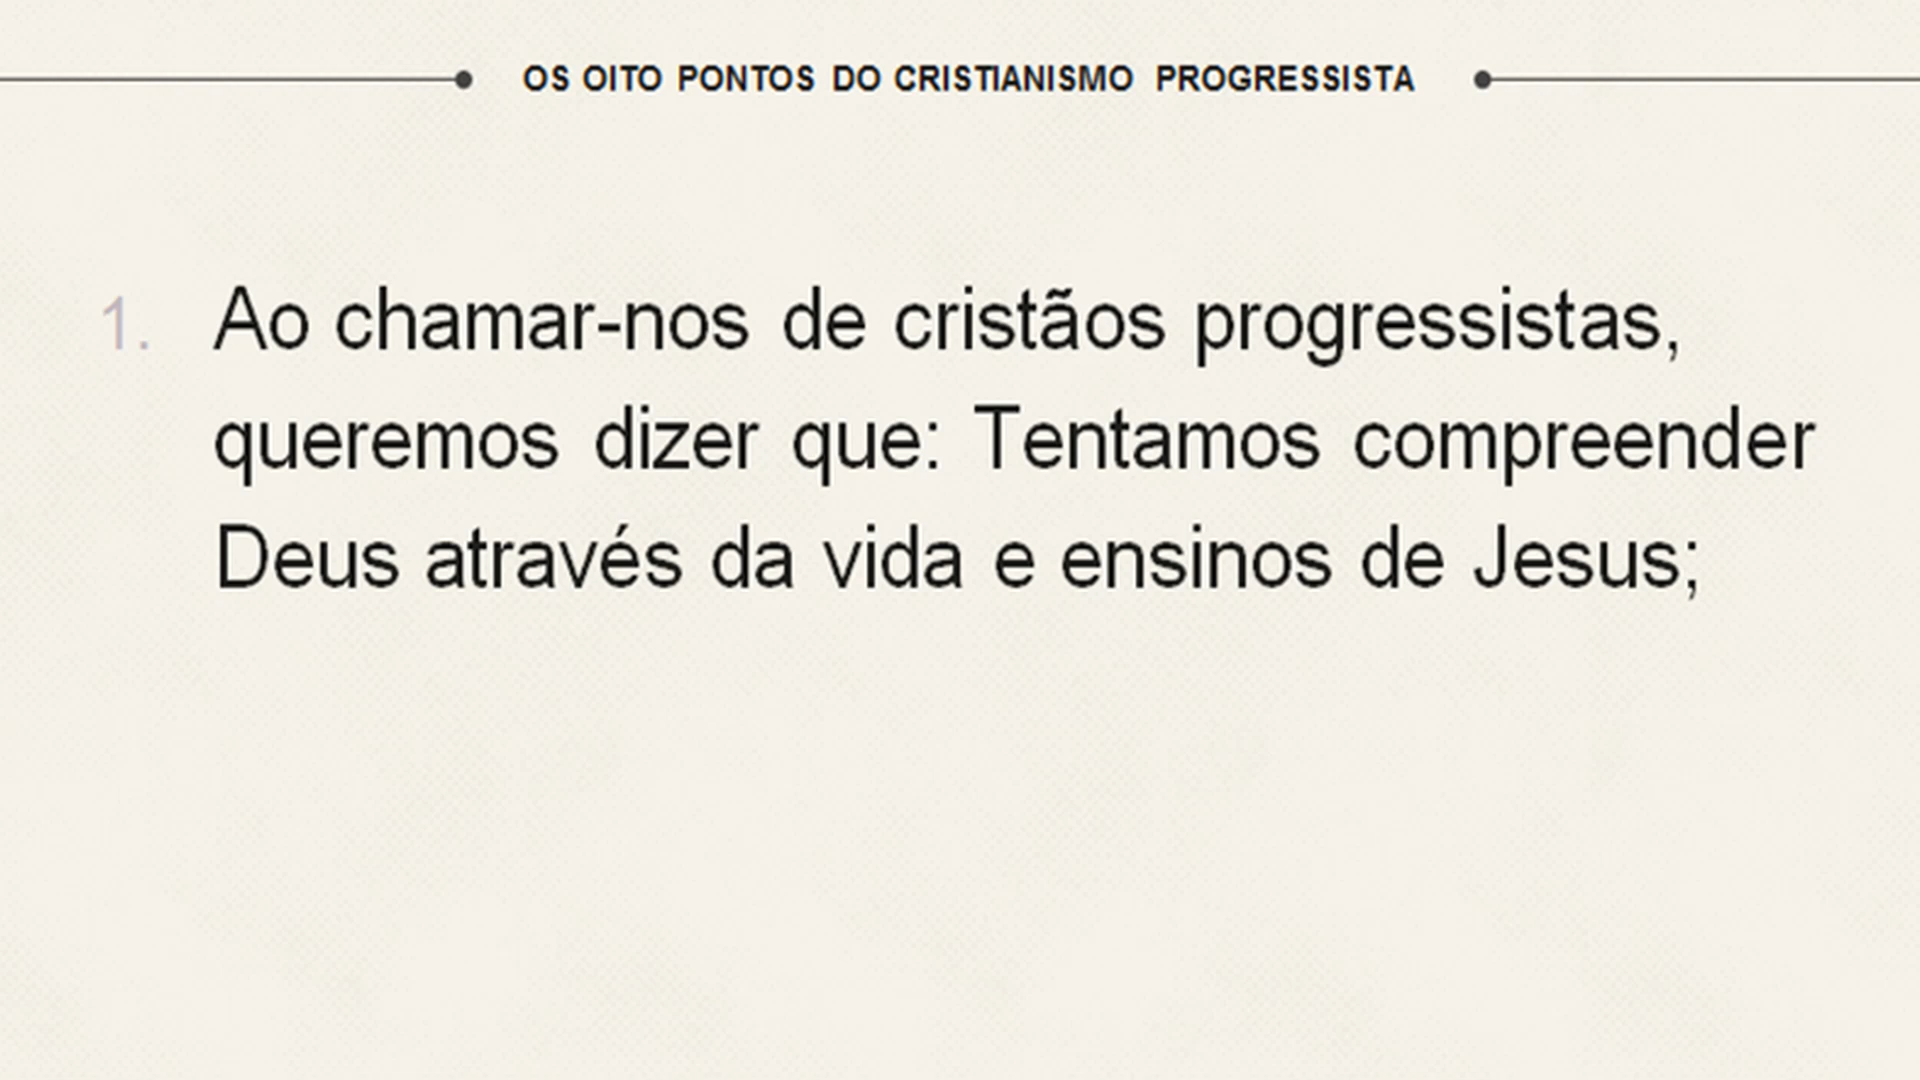 OS OITO PONTOS DO CRISTIANISMO PROGRESSISTA
1. Ao chamar-nos de cristãos progressistas,
queremos dizer que: Tentamos compreender
Deus através da vida e ensinos de Jesus;